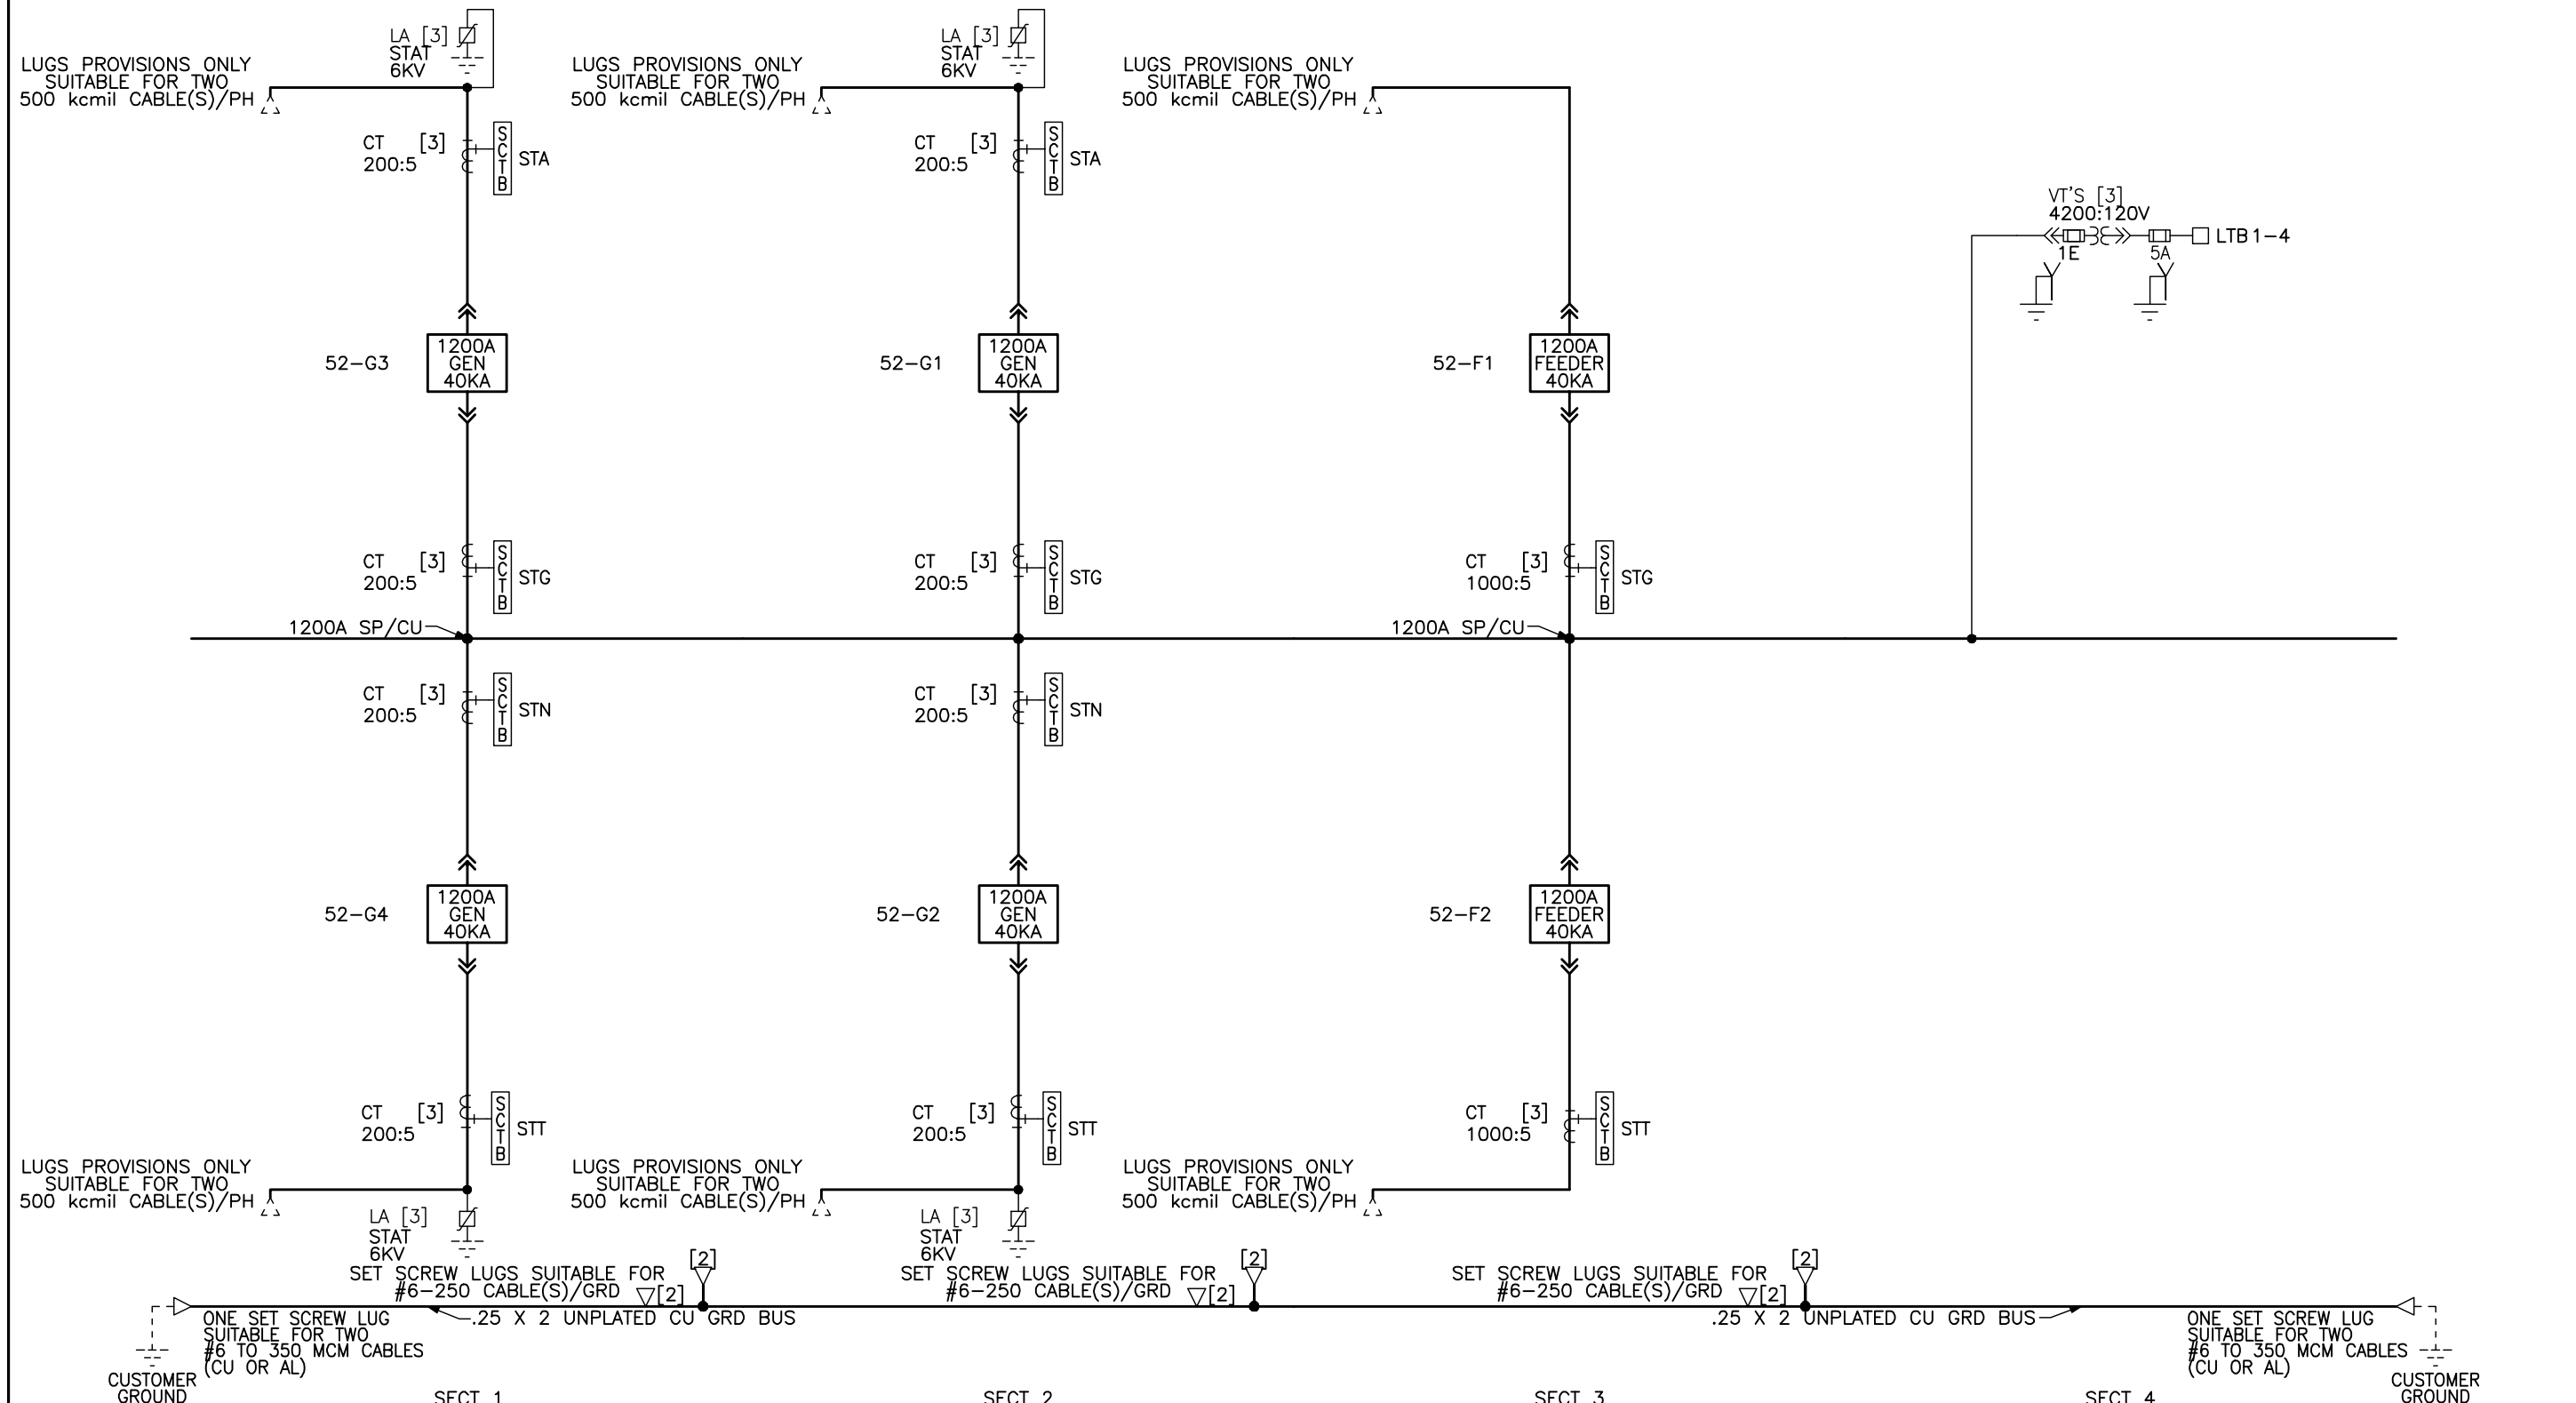 LA [3]
STAT
6KV
LUGS PROVISIONS ONLY
SUITABLE FOR TWO
500 kcmil CABLE(S)/PH
CT [3]
200:5
SCTB
STA
LA [3]
STAT
6KV
LUGS PROVISIONS ONLY
SUITABLE FOR TWO
500 kcmil CABLE(S)/PH
CT [3]
200:5
SCTB
STA
LUGS PROVISIONS ONLY
SUITABLE FOR TWO
500 kcmil CABLE(S)/PH
VT'S [3]
4200:120V
LTB1-4
1E
5A
52-G3
1200A
GEN
40KA
52-G1
1200A
GEN
40KA
52-F1
1200A
FEEDER
40KA
CT [3]
200:5
SCTB
STG
CT [3]
200:5
SCTB
STG
CT [3]
1000:5
SCTB
STG
1200A SP/CU
1200A SP/CU
CT [3]
200:5
SCTB
STN
CT [3]
200:5
SCTB
STN
52-G4
1200A
GEN
40KA
52-G2
1200A
GEN
40KA
52-F2
1200A
FEEDER
40KA
CT [3]
200:5
SCTB
STT
CT [3]
200:5
SCTB
STT
CT [3]
1000:5
SCTB
STT
LUGS PROVISIONS ONLY
SUITABLE FOR TWO
500 kcmil CABLE(S)/PH
LA [3]
STAT
6KV
LUGS PROVISIONS ONLY
SUITABLE FOR TWO
500 kcmil CABLE(S)/PH
LA [3]
STAT
6KV
LUGS PROVISIONS ONLY
SUITABLE FOR TWO
500 kcmil CABLE(S)/PH
SET SCREW LUGS SUITABLE FOR
#6-250 CABLE(S)/GRD
[2]
[2]
SET SCREW LUGS SUITABLE FOR
#6-250 CABLE(S)/GRD
[2]
[2]
SET SCREW LUGS SUITABLE FOR
#6-250 CABLE(S)/GRD
[2]
[2]
ONE SET SCREW LUG
SUITABLE FOR TWO
#6 TO 350 MCM CABLES
(CU OR AL)
.25 X 2 UNPLATED CU GRD BUS
.25 X 2 UNPLATED CU GRD BUS
ONE SET SCREW LUG
SUITABLE FOR TWO
#6 TO 350 MCM CABLES
(CU OR AL)
CUSTOMER
GROUND
CUSTOMER
GROUND
SECT 1
SECT 2
SECT 3
SECT 4